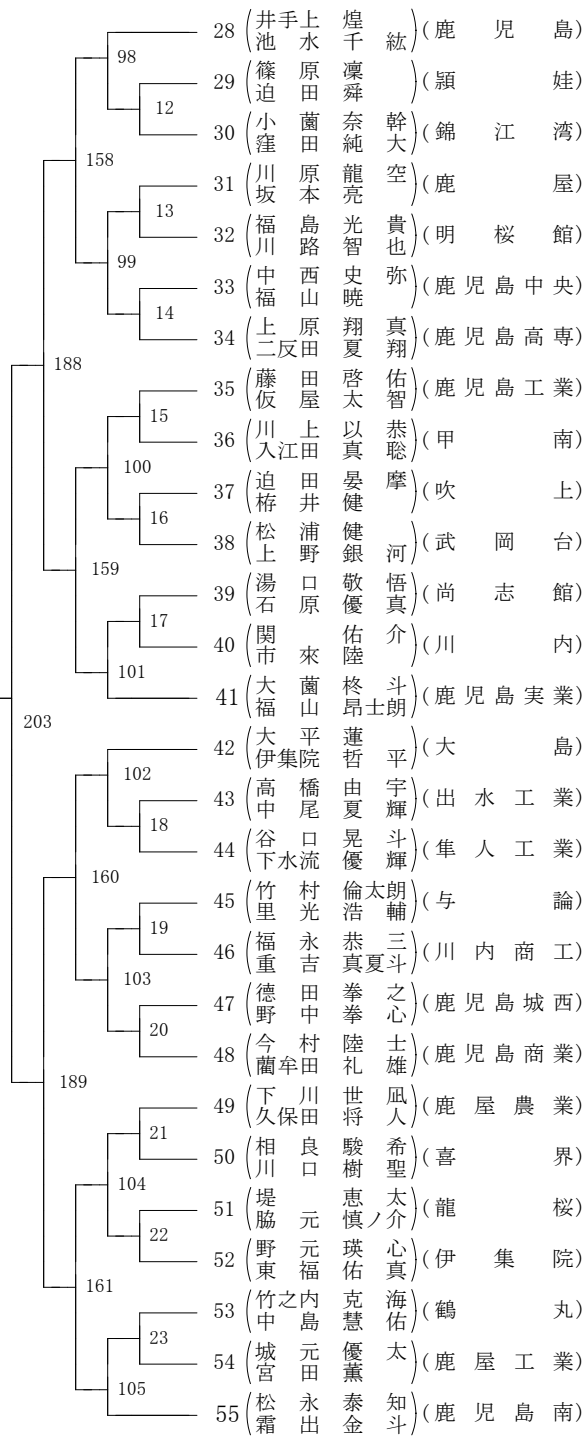 28 (井手上 煌 / 池水 千紘) (鹿児島)
98
29 (篠原 凜 / 迫田 舜) (頴娃)
12
30 (小薗 奈幹 / 窪田 純大) (錦江湾)
158
31 (川原 龍空 / 坂本 亮) (鹿屋)
13
32 (福島 光貴 / 川路 智也) (明桜館)
99
33 (中西 史弥 / 福山 暁) (鹿児島中央)
14
34 (上原 翔真 / 二反田 夏翔) (鹿児島高専)
188
35 (藤田 啓佑 / 仮屋 太智) (鹿児島工業)
15
36 (川上 以恭 / 入江田 真聡) (甲南)
100
37 (迫田 晏摩 / 栫井 健) (吹上)
16
38 (松浦 健 / 上野 銀河) (武岡台)
159
39 (湯口 敬悟 / 石原 優真) (尚志館)
17
40 (関 佑介 / 市來 陸) (川内)
101
41 (大薗 柊斗 / 福山 昂士朗) (鹿児島実業)
203
42 (大平 蓮 / 伊集院 哲平) (大島)
102
43 (高橋 由宇 / 中尾 夏輝) (出水工業)
18
44 (谷口 晃斗 / 下水流 優輝) (隼人工業)
160
45 (竹村 倫太朗 / 里光 浩輔) (与論)
19
46 (福永 恭三 / 重吉 真夏斗) (川内商工)
103
47 (德田 拳之 / 野中 拳心) (鹿児島城西)
20
48 (今村 陸士 / 藺牟田 礼雄) (鹿児島商業)
189
49 (下川 世凪 / 久保田 将人) (鹿屋農業)
21
50 (相良 駿希 / 川口 樹聖) (喜界)
104
51 (堤 恵太 / 脇元 慎ノ介) (龍桜)
22
52 (野元 瑛心 / 東福 佑真) (伊集院)
161
53 (竹之内 克海 / 中島 慧佑) (鶴丸)
23
54 (城元 優太 / 宮田 薫) (鹿屋工業)
105
55 (松永 泰知 / 霜出 金斗) (鹿児島南)